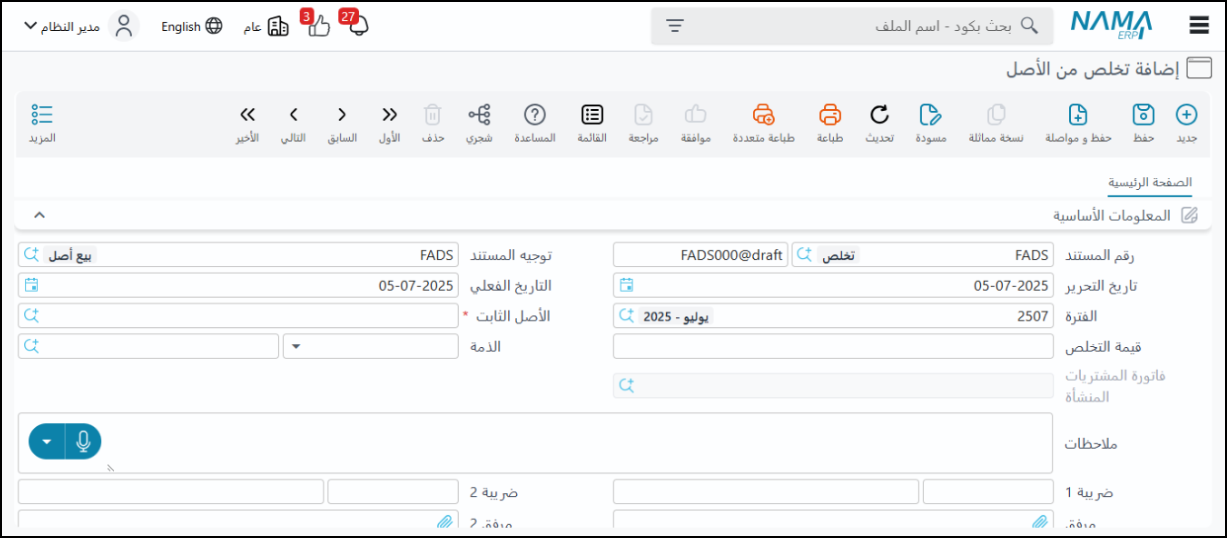 NAMA ERP
بحث بكود - اسم الملف
27
3
عام
English
مدير النظام
إضافة تخلص من الأصل
جديد
حفظ
حفظ و مواصلة
نسخة مماثلة
مسودة
تحديث
طباعة
طباعة متعددة
موافقة
مراجعة
القائمة
المساعدة
شجري
حذف
الأول
السابق
التالي
الأخير
المزيد
الصفحة الرئيسية
المعلومات الأساسية
رقم المستند FADS تخلص FADS000@draft توجيه المستند FADS بيع أصل
تاريخ التحرير 05-07-2025 التاريخ الفعلي 05-07-2025
الفترة 2507 يوليو - 2025 الأصل الثابت *
قيمة التخلص الذمة
فاتورة المشتريات
المنشأة
ملاحظات
ضريبة 1 ضريبة 2
مرفق مرفق 2